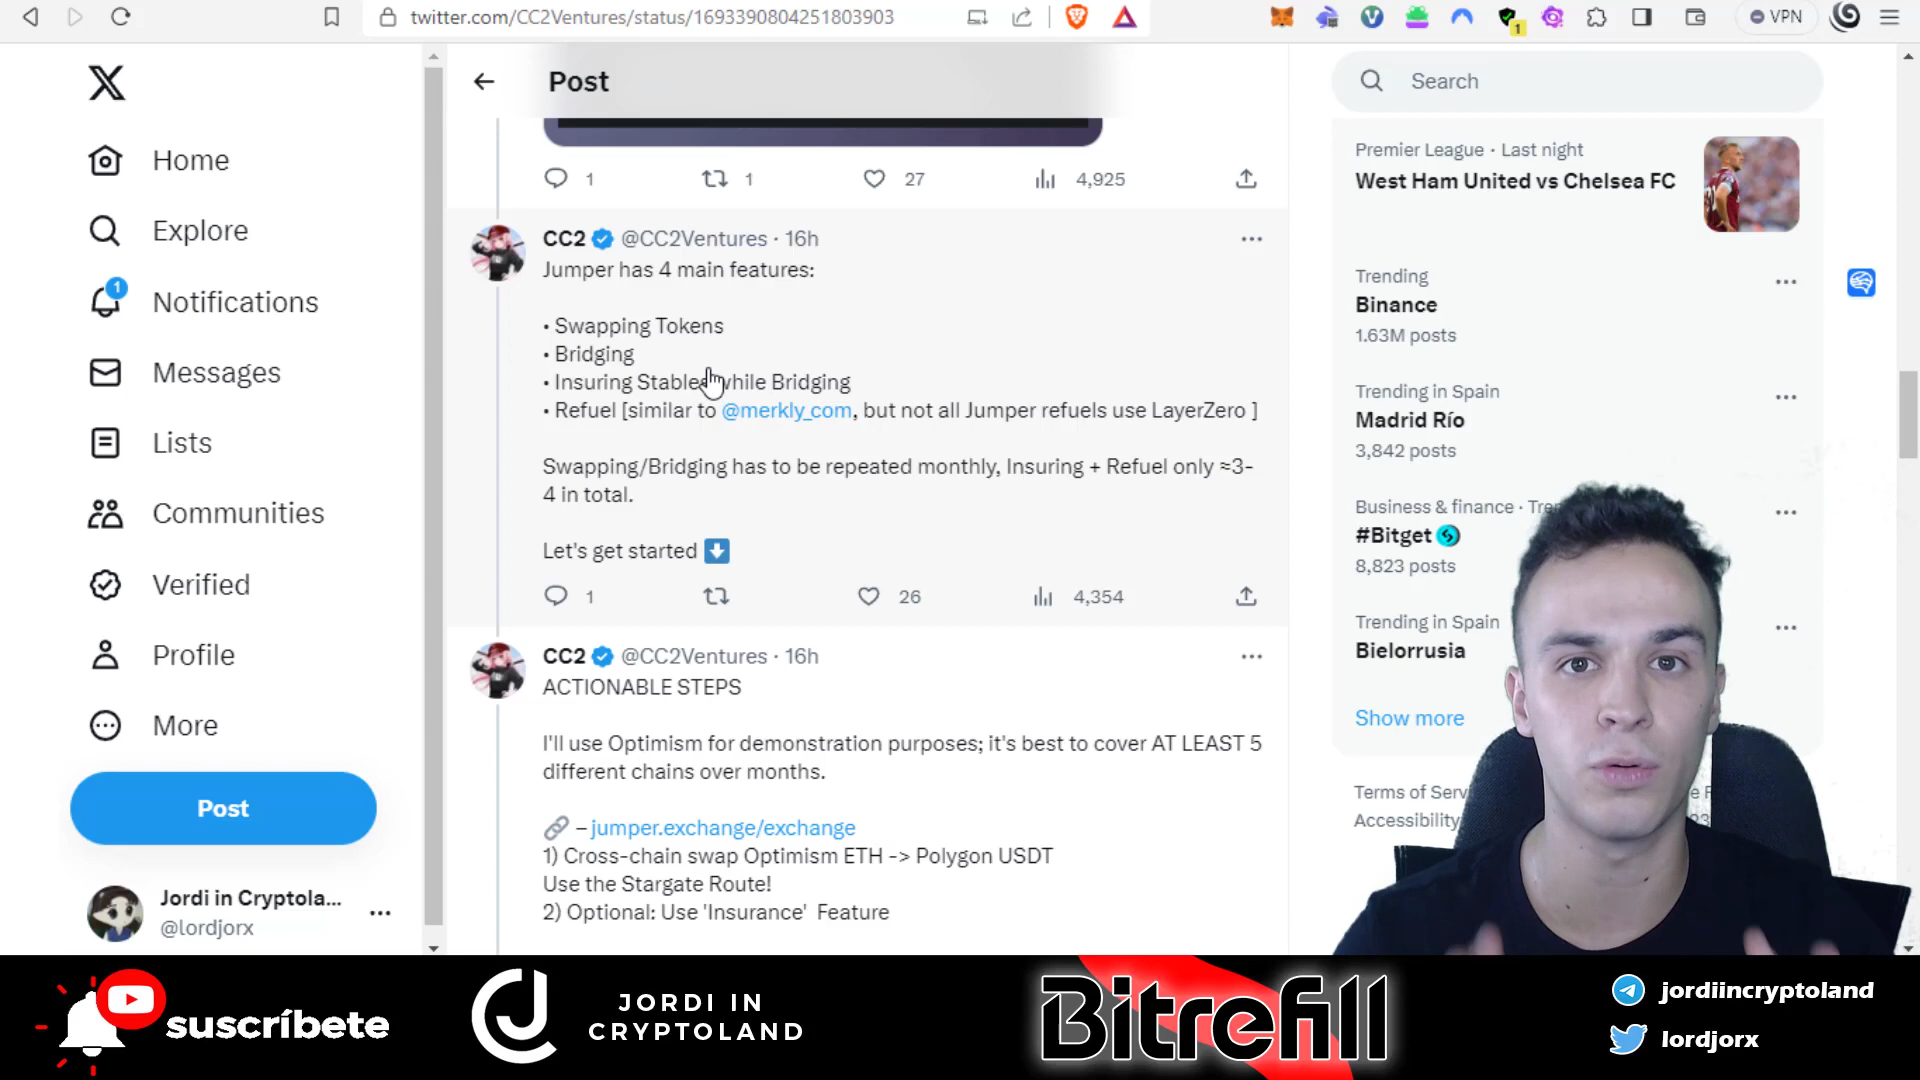 twitter.com/CC2Ventures/status/1693390804251803903
1
VPN
Post
Search
Home
Explore
1
Notifications
Messages
Lists
Communities
Verified
Profile
More
Post
Jordi in Cryptola...
@lordjorx
1
1
27
4,925
CC2 @CC2Ventures · 16h
Jumper has 4 main features:
• Swapping Tokens
• Bridging
• Insuring Stables while Bridging
• Refuel [similar to @merkly_com, but not all Jumper refuels use LayerZero ]
Swapping/Bridging has to be repeated monthly, Insuring + Refuel only ≈3-
4 in total.
Let's get started
1
26
4,354
CC2 @CC2Ventures · 16h
ACTIONABLE STEPS
I'll use Optimism for demonstration purposes; it's best to cover AT LEAST 5
different chains over months.
– jumper.exchange/exchange
1) Cross-chain swap Optimism ETH -> Polygon USDT
Use the Stargate Route!
2) Optional: Use 'Insurance' Feature
Premier League · Last night
West Ham United vs Chelsea FC
Trending
Binance
1.63M posts
Trending in Spain
Madrid Río
3,842 posts
Business & finance · Tre
#Bitget
8,823 posts
Trending in Spain
Bielorrusia
Show more
Terms of Serv
Accessibility
suscríbete
JORDI IN
CRYPTOLAND
Bitrefill
jordiincryptoland
lordjorx